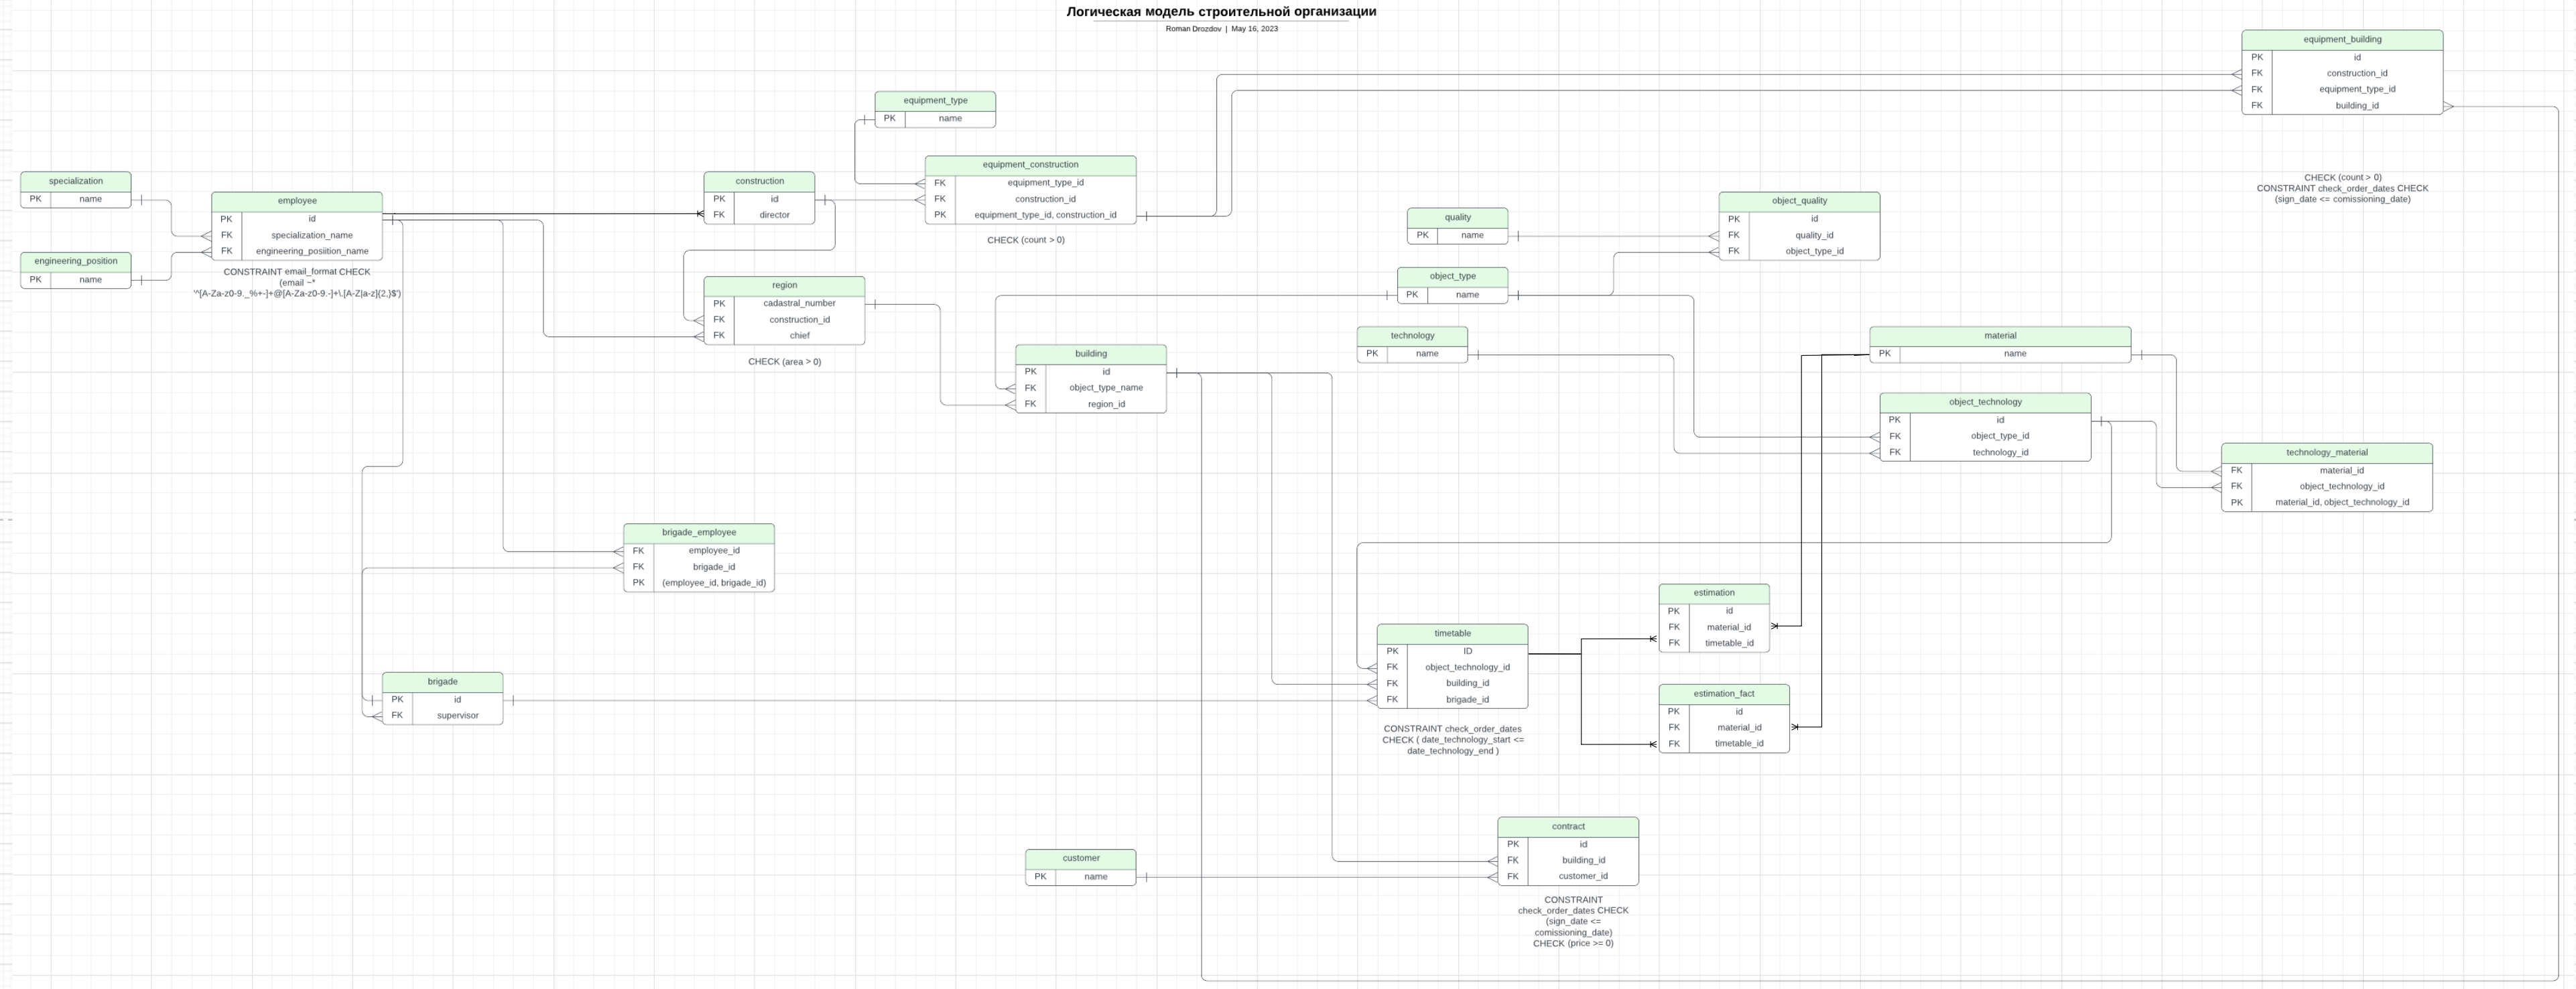 Логическая модель строительной организации
Roman Drozdov | May 16, 2023
equipment_building
PK id
FK construction_id
FK equipment_type_id
FK building_id
CHECK (count > 0)
CONSTRAINT check_order_dates CHECK
(sign_date <= comissioning_date)
equipment_type
PK name
equipment_construction
FK equipment_type_id
FK construction_id
PK equipment_type_id, construction_id
CHECK (count > 0)
specialization
PK name
engineering_position
PK name
employee
PK id
FK specialization_name
FK engineering_posiition_name
CONSTRAINT email_format CHECK
(email ~*
'^[A-Za-z0-9._%+-]+@[A-Za-z0-9.-]+\.[A-Z|a-z]{2,}$')
construction
PK id
FK director
region
PK cadastral_number
FK construction_id
FK chief
CHECK (area > 0)
building
PK id
FK object_type_name
FK region_id
quality
PK name
object_type
PK name
technology
PK name
object_quality
PK id
FK quality_id
FK object_type_id
material
PK name
object_technology
PK id
FK object_type_id
FK technology_id
technology_material
FK material_id
FK object_technology_id
PK material_id, object_technology_id
brigade_employee
FK employee_id
FK brigade_id
PK (employee_id, brigade_id)
brigade
PK id
FK supervisor
timetable
PK ID
FK object_technology_id
FK building_id
FK brigade_id
CONSTRAINT check_order_dates
CHECK ( date_technology_start <=
date_technology_end )
estimation
PK id
FK material_id
FK timetable_id
estimation_fact
PK id
FK material_id
FK timetable_id
customer
PK name
contract
PK id
FK building_id
FK customer_id
CONSTRAINT
check_order_dates CHECK
(sign_date <=
comissioning_date)
CHECK (price >= 0)